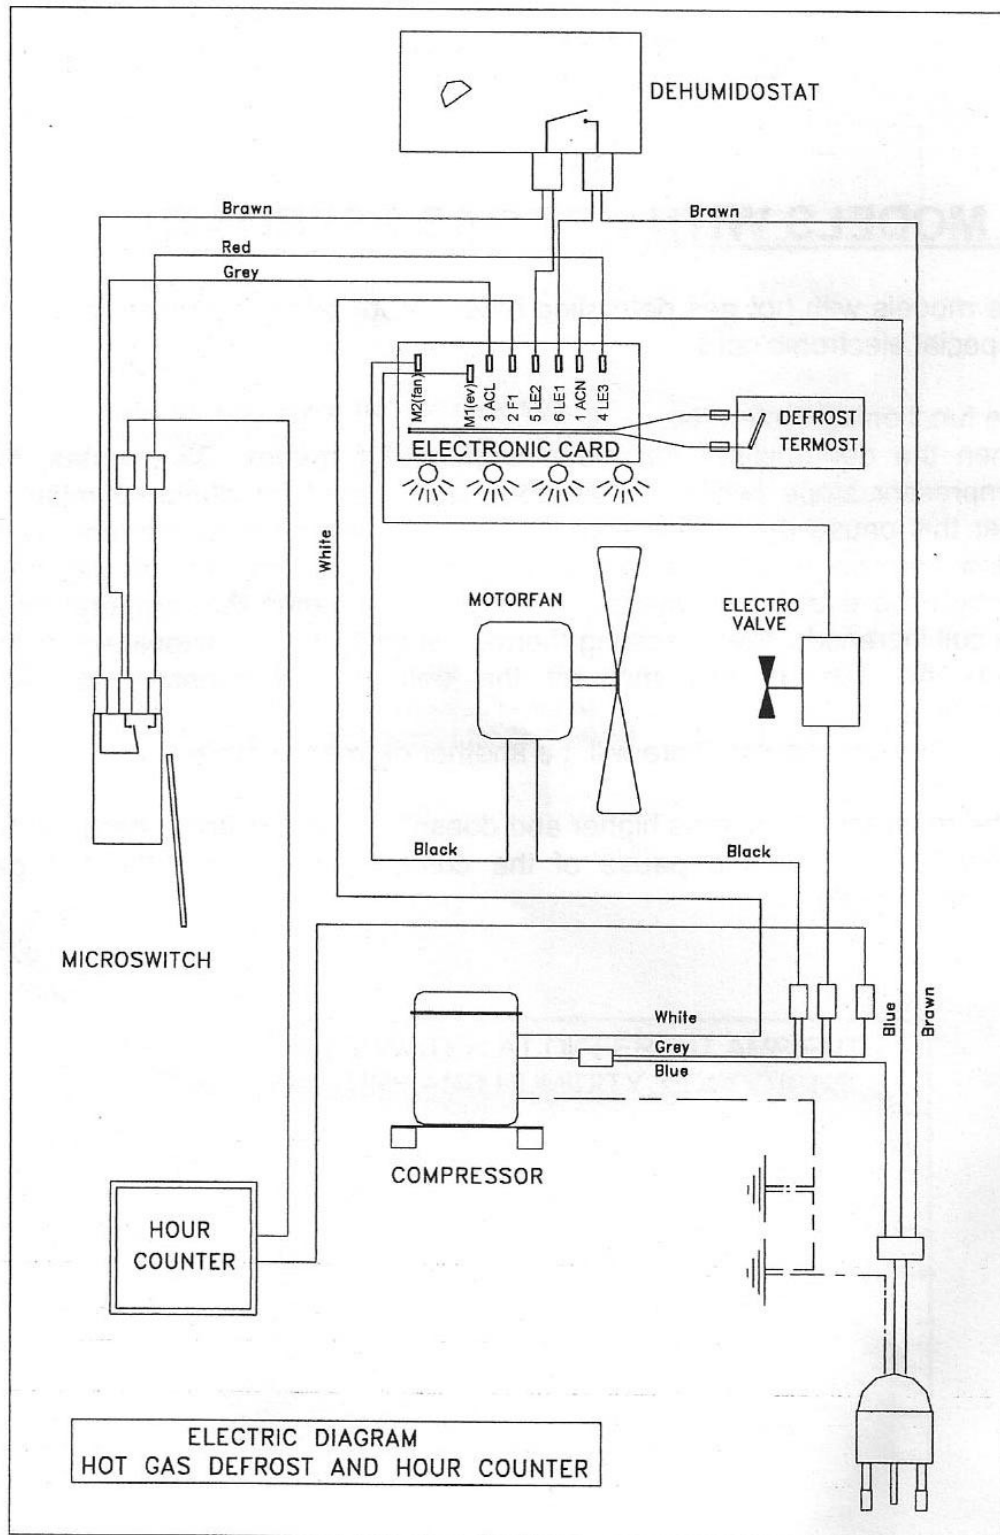 DEHUMIDOSTAT
Brawn
Brawn
Red
Grey
M2(fan)
M1(ev)
3 ACL
2 F1
5 LE2
6 LE1
1 ACN
4 LE3
DEFROST
TERMOST.
ELECTRONIC CARD
White
MOTORFAN
ELECTRO
VALVE
Black
Black
MICROSWITCH
White
Grey
Blue
Blue
Brawn
COMPRESSOR
HOUR
COUNTER
ELECTRIC DIAGRAM
HOT GAS DEFROST AND HOUR COUNTER